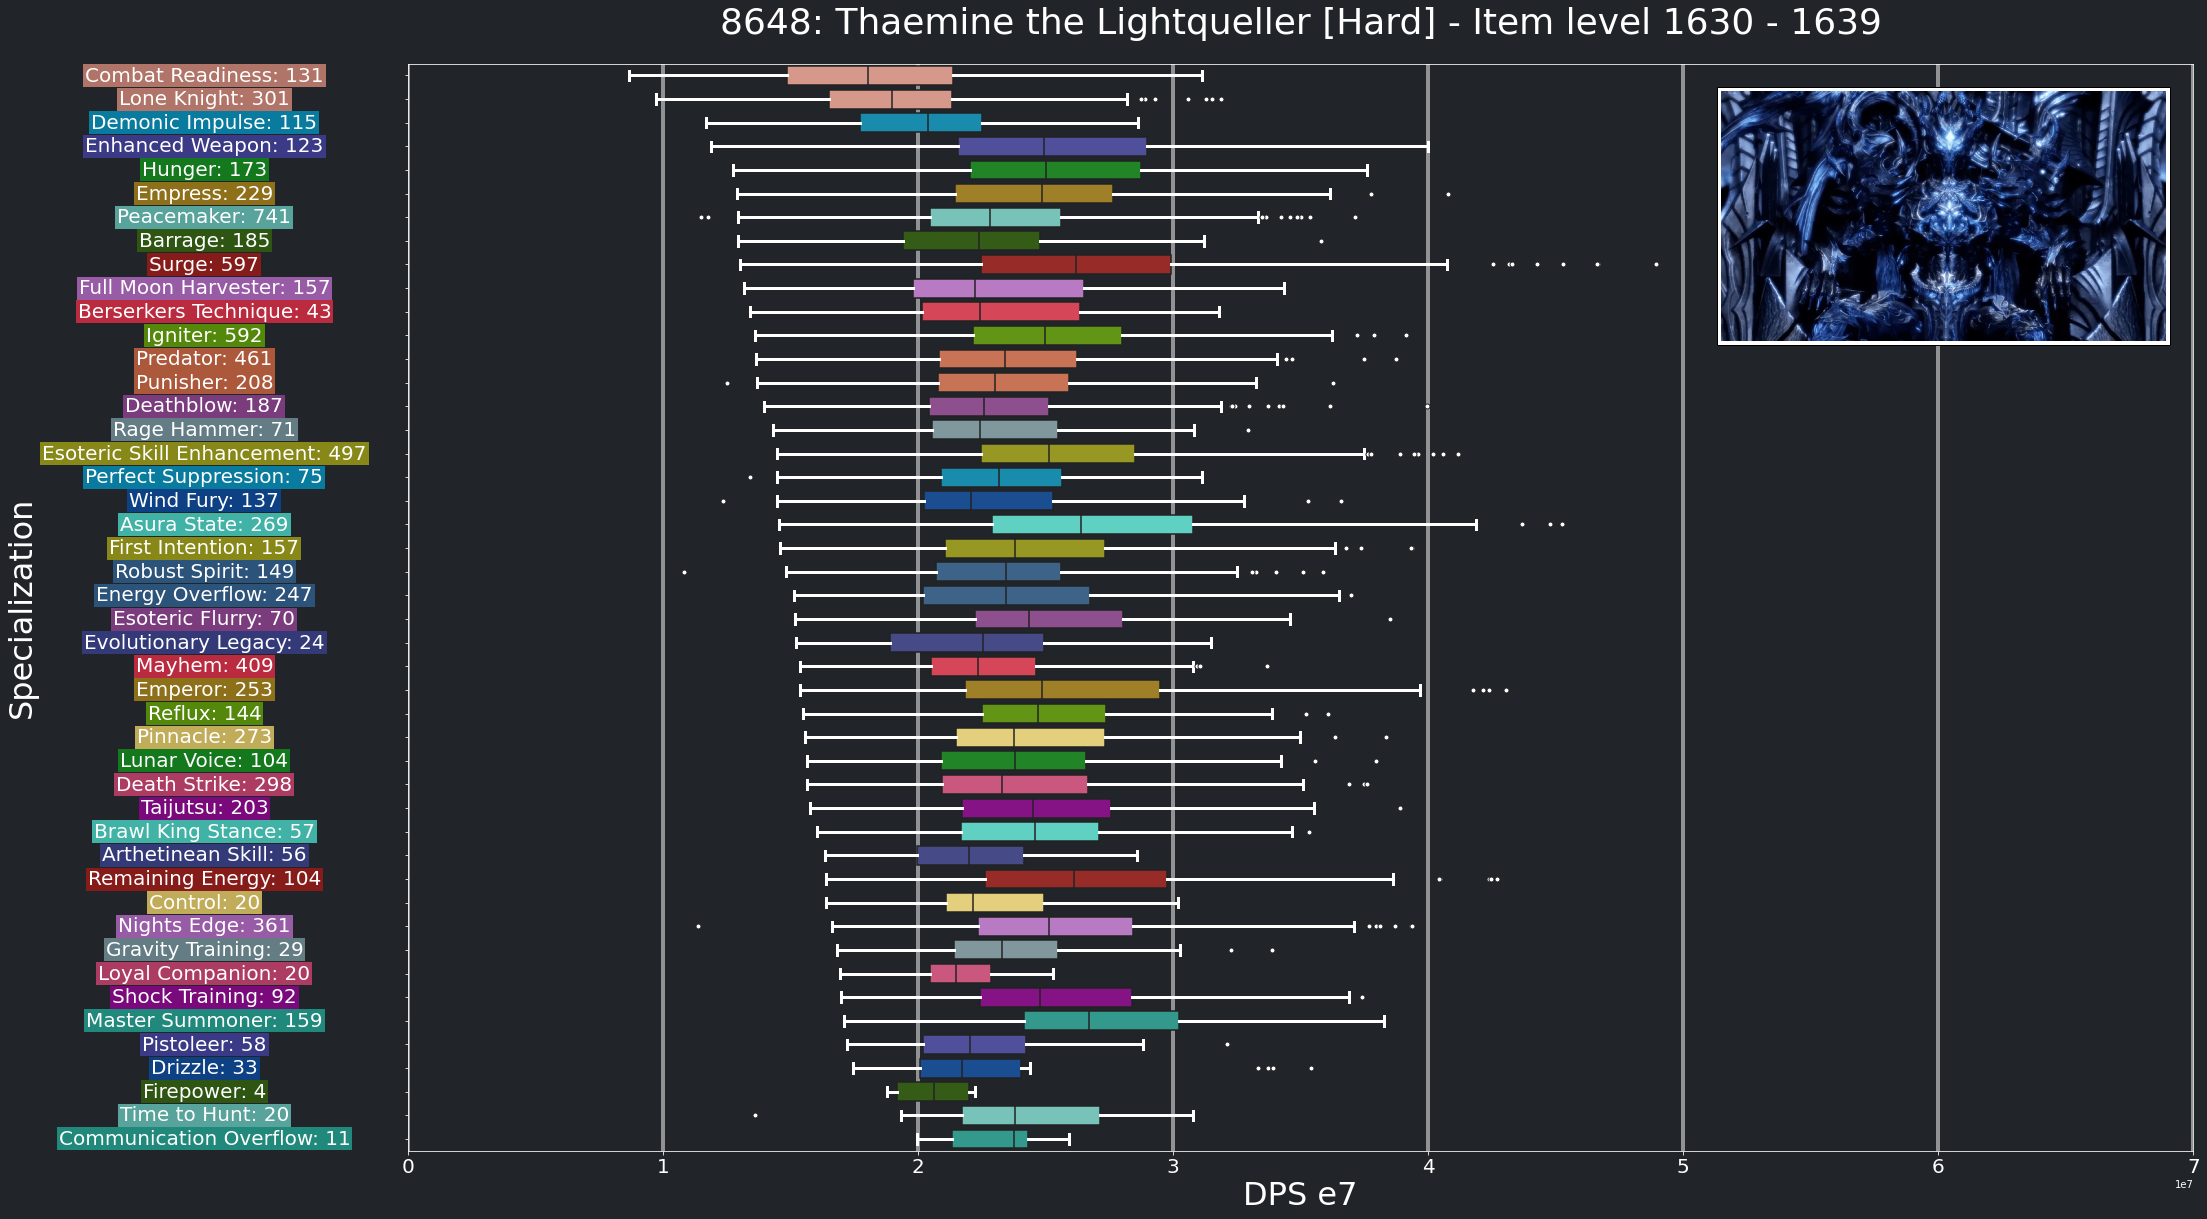 8648: Thaemine the Lightqueller [Hard] - Item level 1630 - 1639
Combat Readiness: 131
Lone Knight: 301
Demonic Impulse: 115
Enhanced Weapon: 123
Hunger: 173
Empress: 229
Peacemaker: 741
Barrage: 185
Surge: 597
Full Moon Harvester: 157
Berserkers Technique: 43
Igniter: 592
Predator: 461
Punisher: 208
Deathblow: 187
Rage Hammer: 71
Esoteric Skill Enhancement: 497
Perfect Suppression: 75
Wind Fury: 137
Asura State: 269
First Intention: 157
Robust Spirit: 149
Energy Overflow: 247
Esoteric Flurry: 70
Evolutionary Legacy: 24
Mayhem: 409
Emperor: 253
Reflux: 144
Pinnacle: 273
Lunar Voice: 104
Death Strike: 298
Taijutsu: 203
Brawl King Stance: 57
Arthetinean Skill: 56
Remaining Energy: 104
Control: 20
Nights Edge: 361
Gravity Training: 29
Loyal Companion: 20
Shock Training: 92
Master Summoner: 159
Pistoleer: 58
Drizzle: 33
Firepower: 4
Time to Hunt: 20
Communication Overflow: 11
Specialization
0 1 2 3 4 5 6 7
1e7
DPS e7